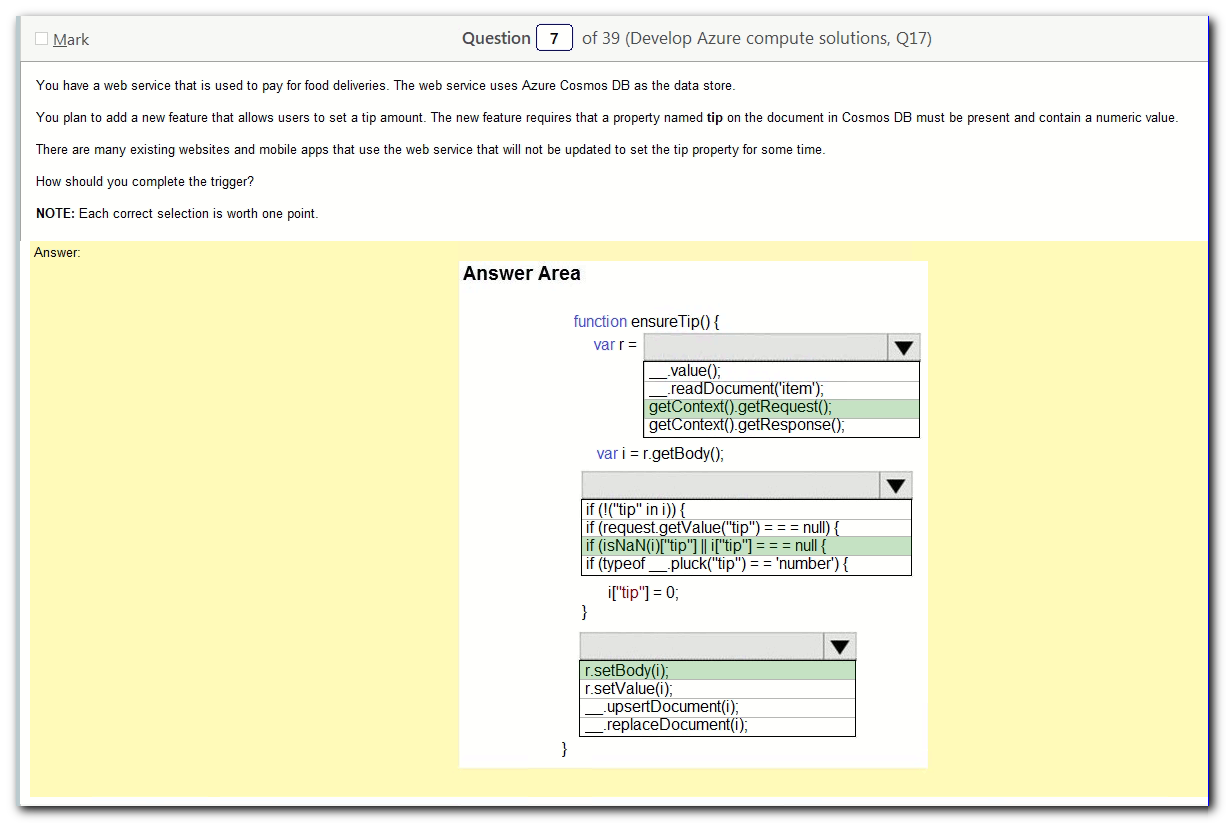 Mark
Question 7 of 39 (Develop Azure compute solutions, Q17)
You have a web service that is used to pay for food deliveries. The web service uses Azure Cosmos DB as the data store.
You plan to add a new feature that allows users to set a tip amount. The new feature requires that a property named tip on the document in Cosmos DB must be present and contain a numeric value.
There are many existing websites and mobile apps that use the web service that will not be updated to set the tip property for some time.
How should you complete the trigger?
NOTE: Each correct selection is worth one point.
Answer:
Answer Area
function ensureTip() {
var r =
__.value();
__.readDocument('item');
getContext().getRequest();
getContext().getResponse();
var i = r.getBody();
if (!("tip" in i)) {
if (request.getValue("tip") = = = null) {
if (isNaN(i)["tip"] || i["tip"] = = = null {
if (typeof __.pluck("tip") = = 'number') {
i["tip"] = 0;
}
r.setBody(i);
r.setValue(i);
__.upsertDocument(i);
__.replaceDocument(i);
}